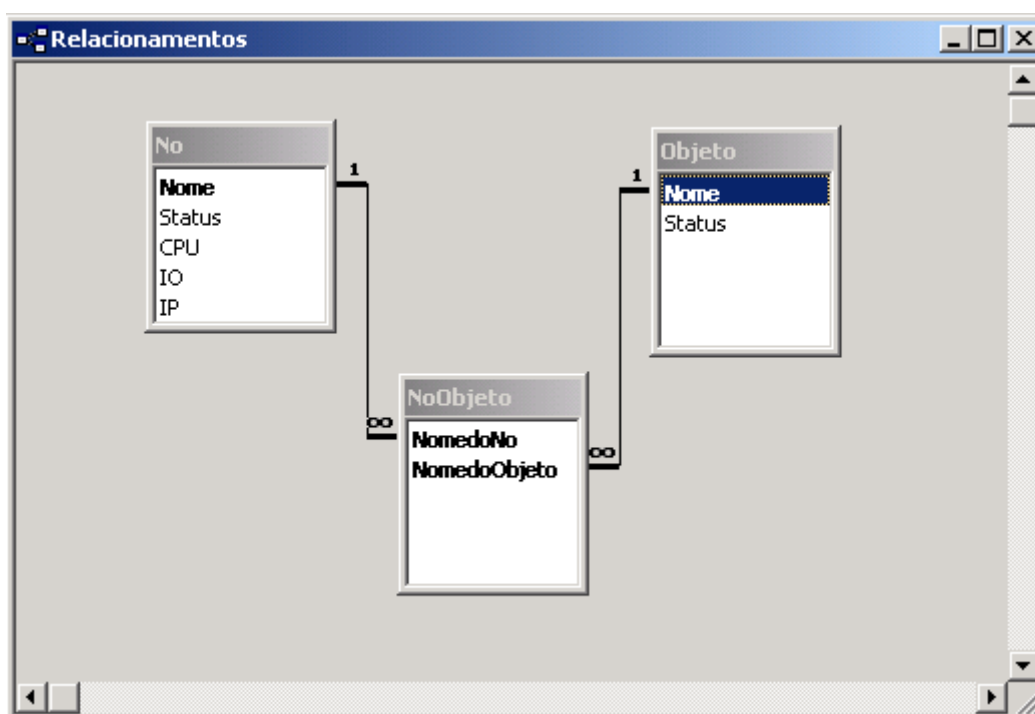 Relacionamentos
No
Nome
Status
CPU
IO
IP
1
Objeto
Nome
Status
1
NoObjeto
NomedoNo
NomedoObjeto
∞
∞